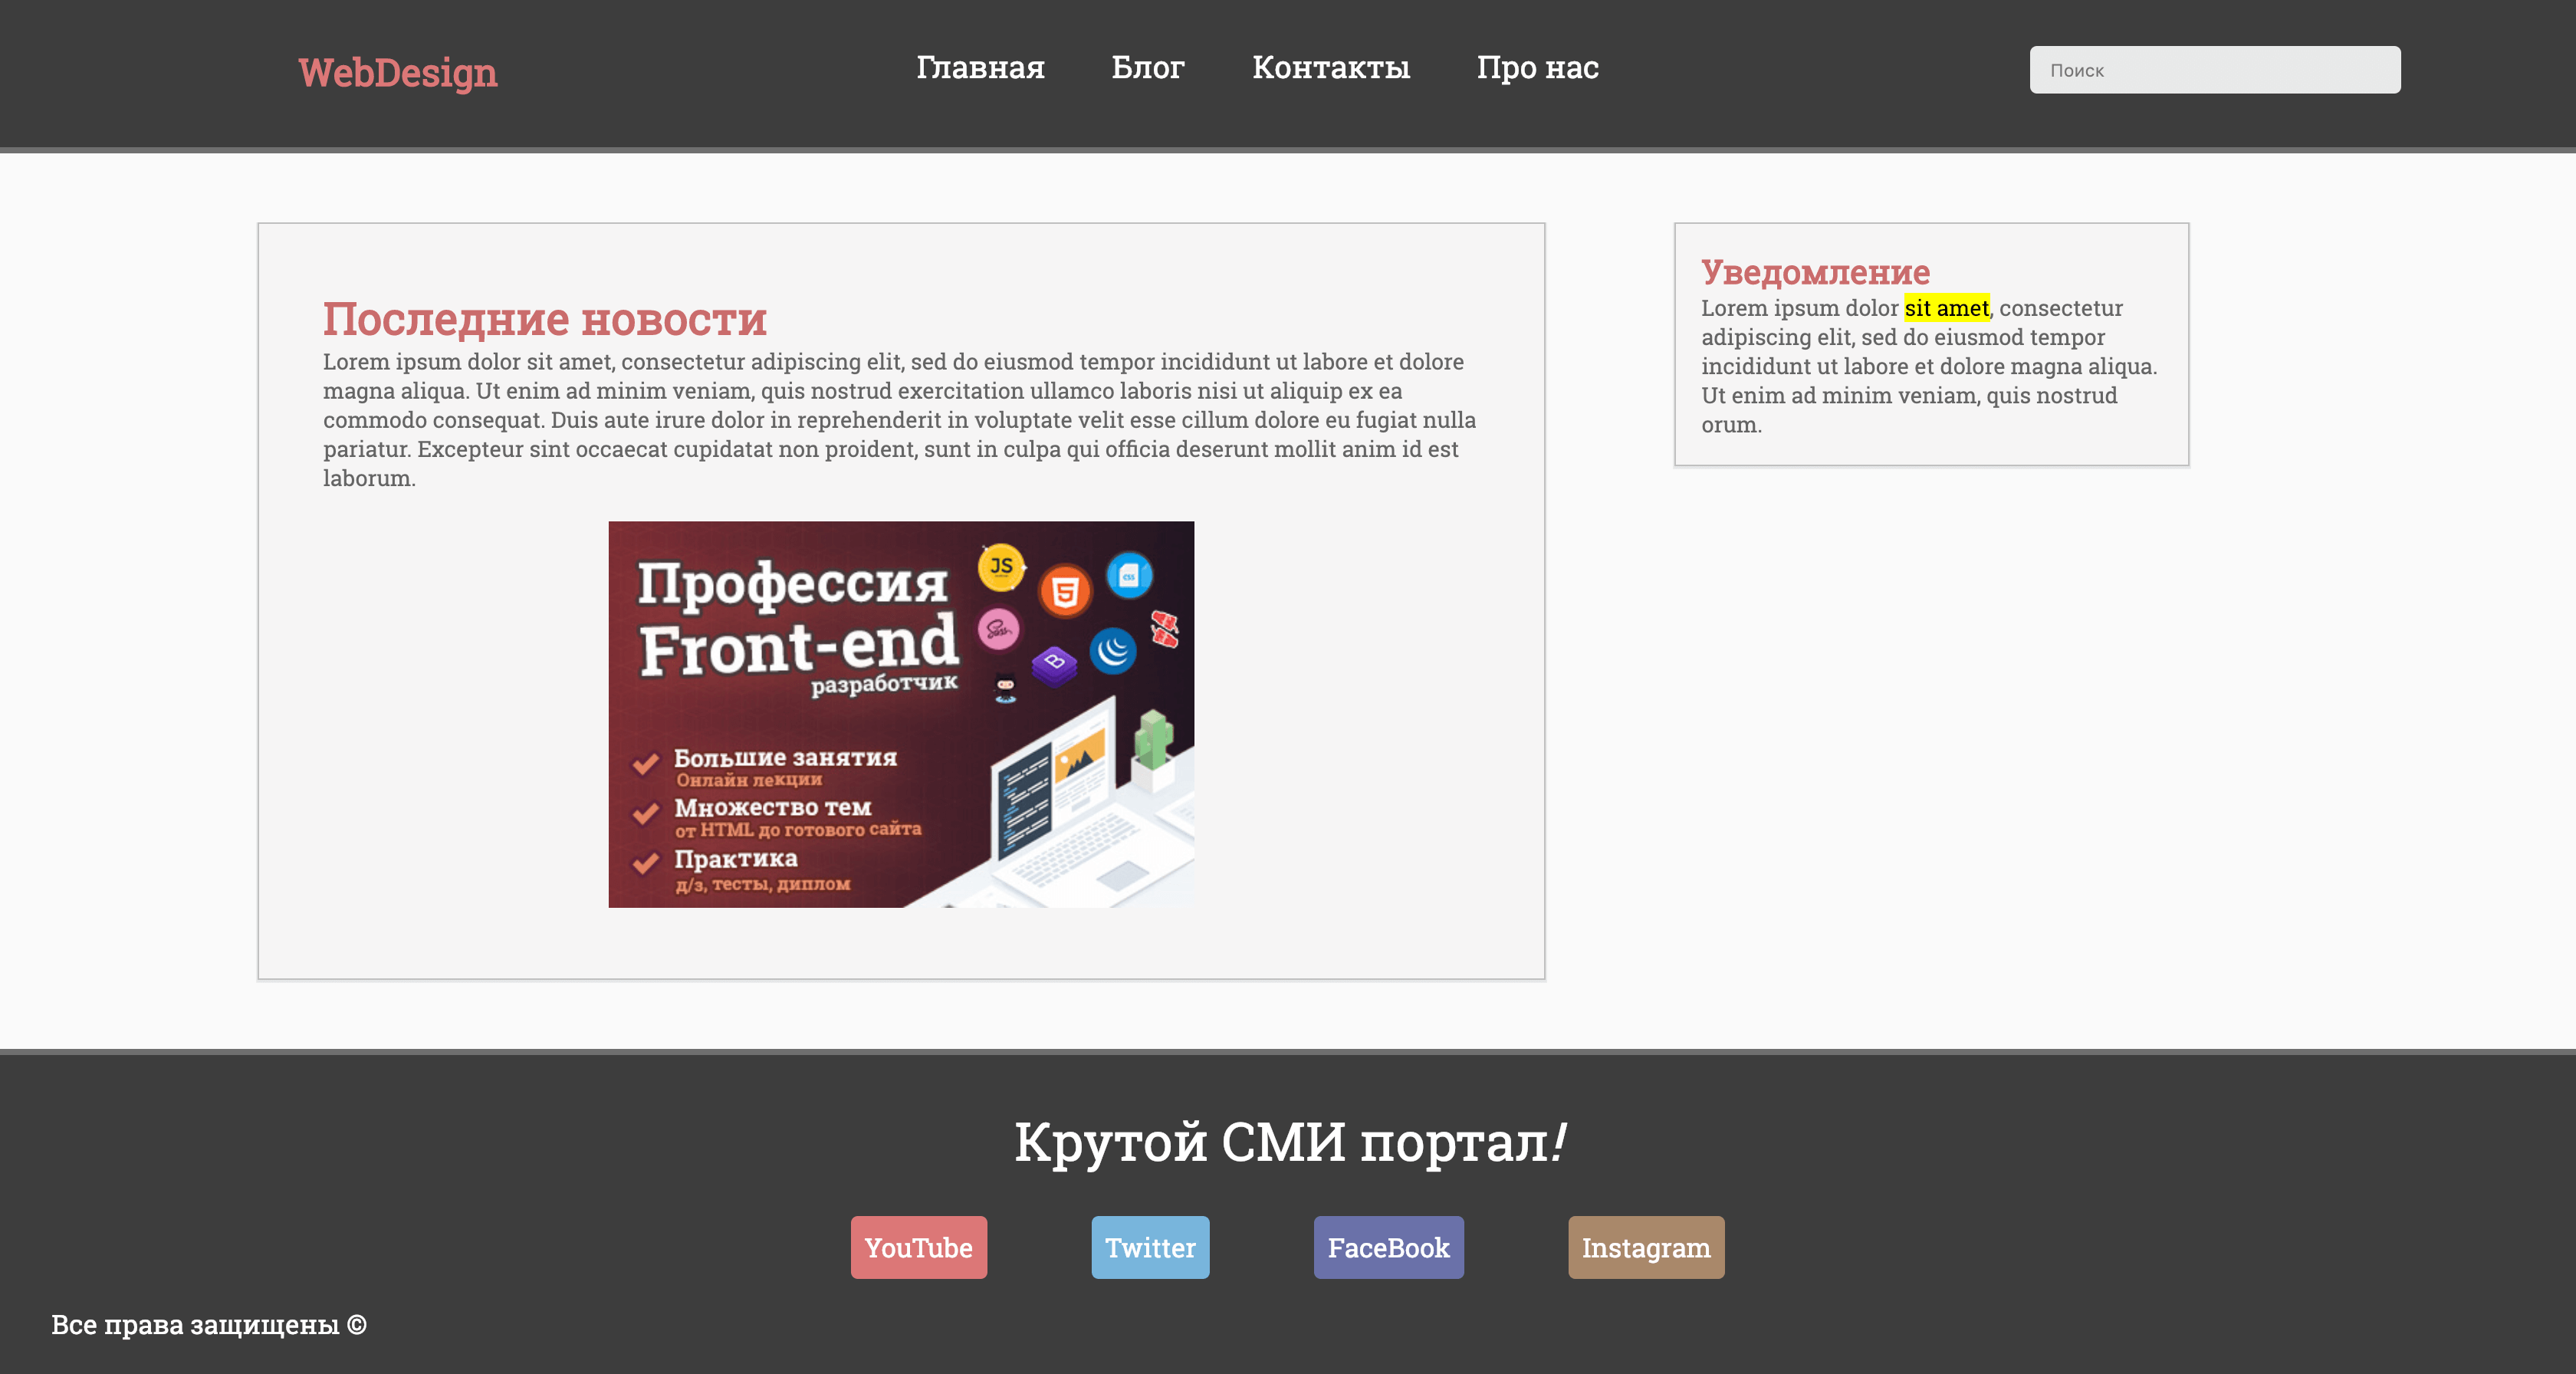 WebDesign
Главная
Блог
Контакты
Про нас
Поиск
Последние новости
Lorem ipsum dolor sit amet, consectetur adipiscing elit, sed do eiusmod tempor incididunt ut labore et dolore
magna aliqua. Ut enim ad minim veniam, quis nostrud exercitation ullamco laboris nisi ut aliquip ex ea
commodo consequat. Duis aute irure dolor in reprehenderit in voluptate velit esse cillum dolore eu fugiat nulla
pariatur. Excepteur sint occaecat cupidatat non proident, sunt in culpa qui officia deserunt mollit anim id est
laborum.
Профессия
Front-end
разработчик
JS
5
css
Sass
B
Большие занятия
Онлайн лекции
Множество тем
от HTML до готового сайта
Практика
д/з, тесты, диплом
Уведомление
Lorem ipsum dolor sit amet, consectetur
adipiscing elit, sed do eiusmod tempor
incididunt ut labore et dolore magna aliqua.
Ut enim ad minim veniam, quis nostrud
orum.
Крутой СМИ портал!
YouTube
Twitter
FaceBook
Instagram
Все права защищены ©